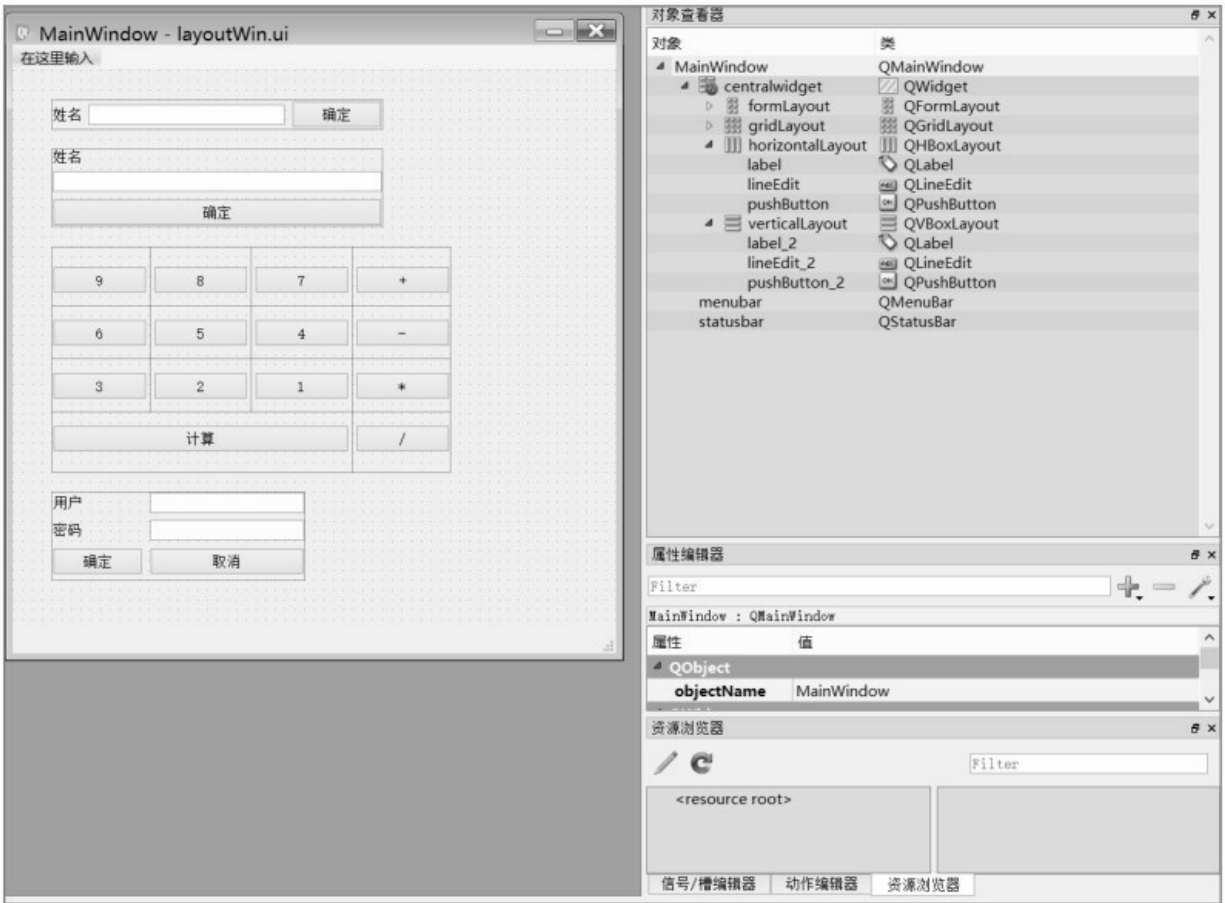 MainWindow - layoutWin.ui
在这里输入
姓名 确定
姓名
确定
9 8 7 +
6 5 4 -
3 2 1 *
计算 /
用户
密码
确定 取消
对象查看器
对象 类
MainWindow QMainWindow
centralwidget QWidget
formLayout QFormLayout
gridLayout QGridLayout
horizontalLayout QHBoxLayout
label QLabel
lineEdit QLineEdit
pushButton QPushButton
verticalLayout QVBoxLayout
label_2 QLabel
lineEdit_2 QLineEdit
pushButton_2 QPushButton
menubar QMenuBar
statusbar QStatusBar
属性编辑器
Filter
MainWindow : QMainWindow
属性 值
QObject
objectName MainWindow
资源浏览器
Filter
<resource root>
信号/槽编辑器 动作编辑器 资源浏览器